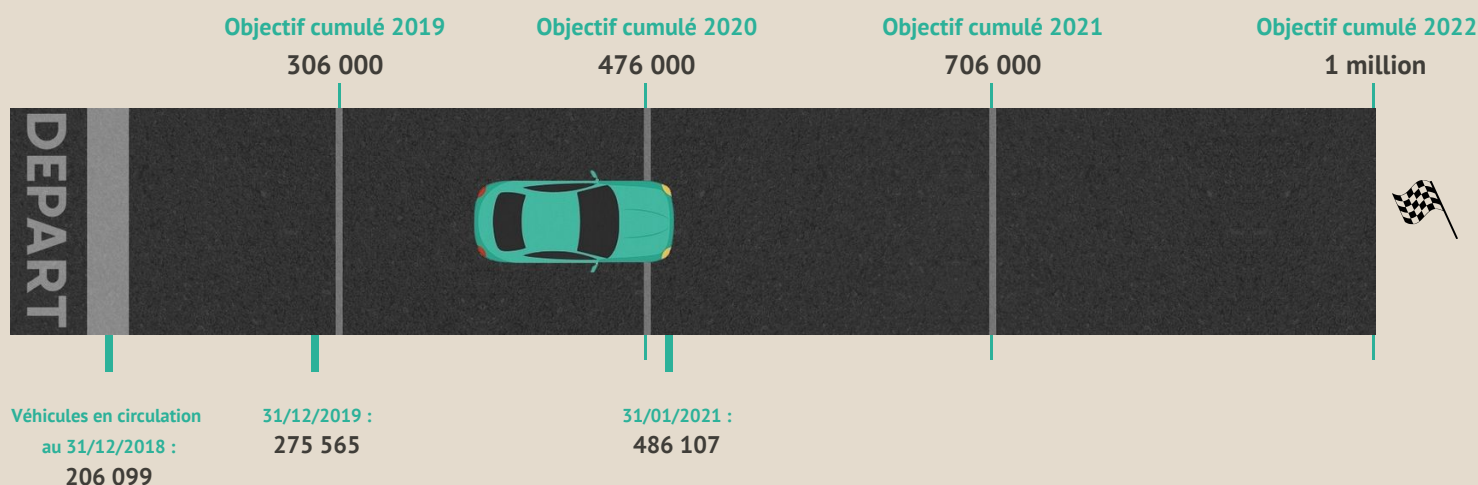 Objectif cumulé 2019
306 000
Objectif cumulé 2020
476 000
Objectif cumulé 2021
706 000
Objectif cumulé 2022
1 million
DEPART
Véhicules en circulation
au 31/12/2018 :
206 099
31/12/2019 :
275 565
31/01/2021 :
486 107